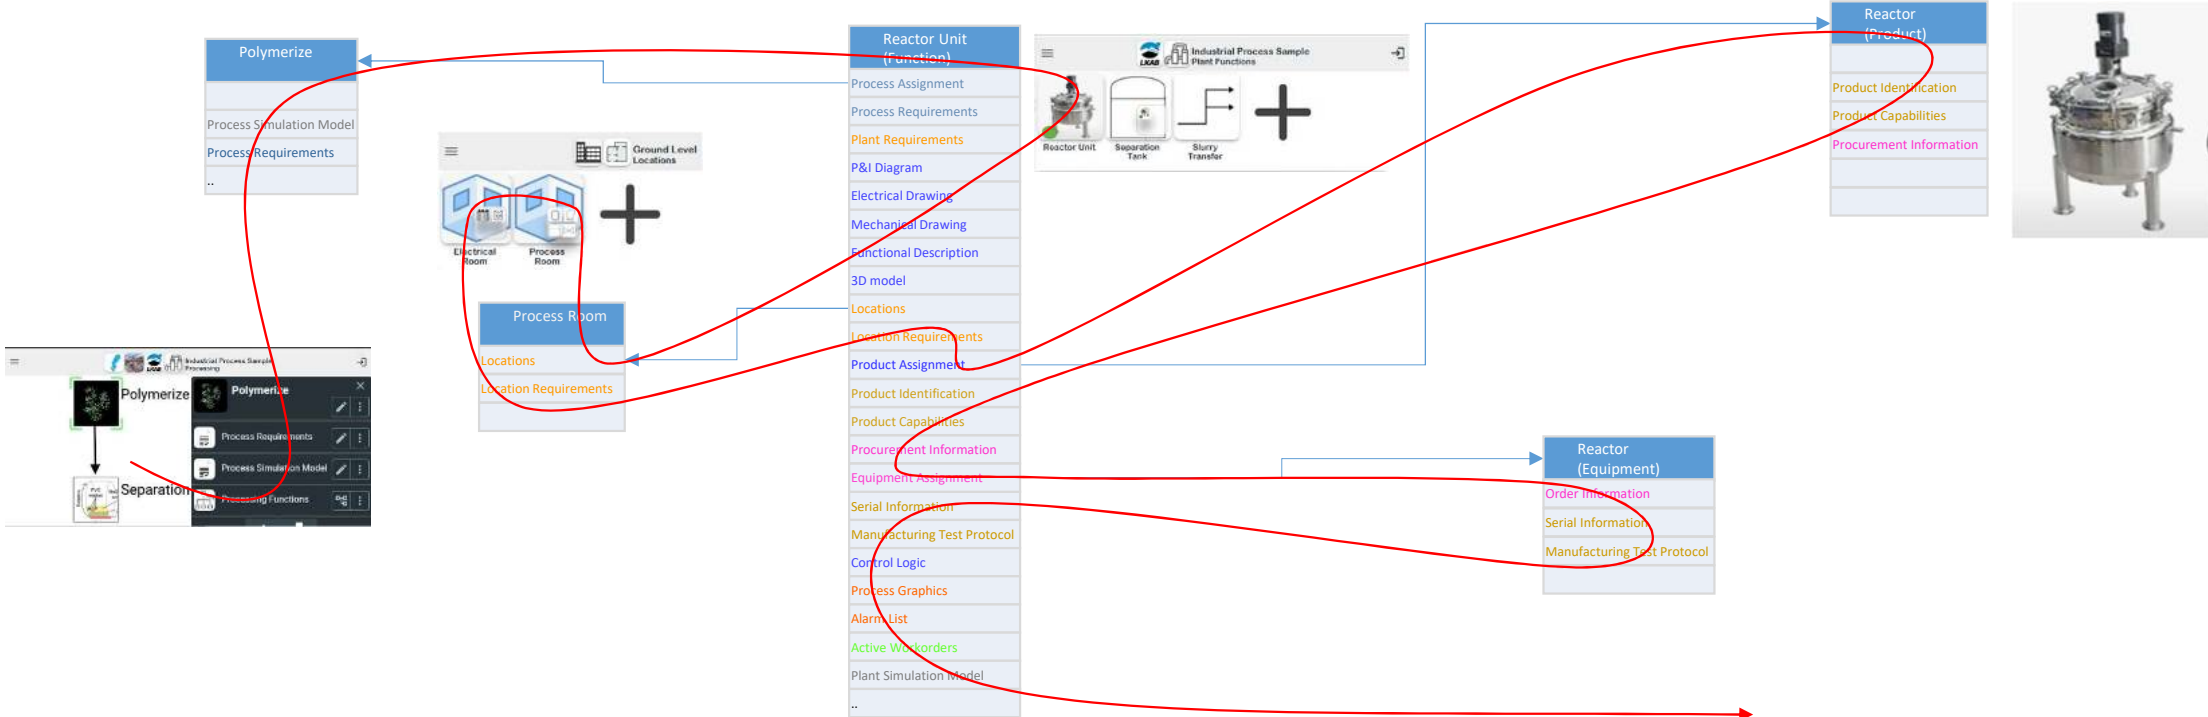 Polymerize
Process Simulation Model
Process Requirements
..
Ground Level
Locations
Electrical
Room
Process
Room
Process Room
Locations
Location Requirements
Industrial Process Sample
Processing
Polymerize
Separation
Polymerize
Process Requirements
Process Simulation Model
Processing Functions
Reactor Unit
(Function)
Process Assignment
Process Requirements
Plant Requirements
P&I Diagram
Electrical Drawing
Mechanical Drawing
Functional Description
3D model
Locations
Location Requirements
Product Assignment
Product Identification
Product Capabilities
Procurement Information
Equipment Assignment
Serial Information
Manufacturing Test Protocol
Control Logic
Process Graphics
Alarm List
Active Workorders
Plant Simulation Model
..
LKAB
Industrial Process Sample
Plant Functions
Reactor Unit
Separation
Tank
Slurry
Transfer
Reactor
(Product)
Product Identification
Product Capabilities
Procurement Information
Reactor
(Equipment)
Order Information
Serial Information
Manufacturing Test Protocol